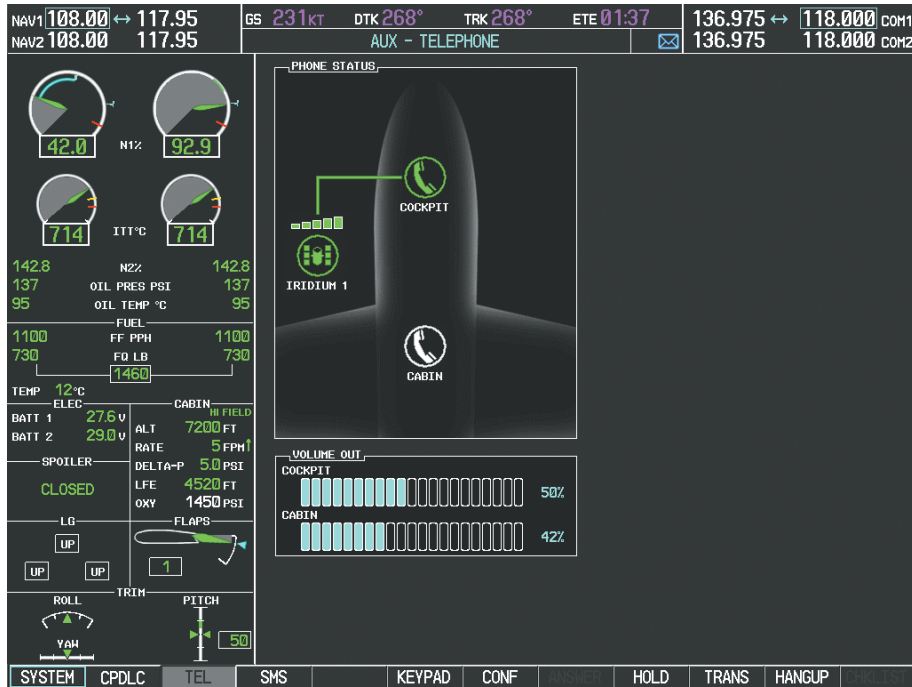 NAV1 108.00 ↔ 117.95
NAV2 108.00 117.95
GS 231KT DTK 268° TRK 268° ETE 01:37
AUX - TELEPHONE
136.975 ↔ 118.000 COM1
136.975 118.000 COM2
42.0 N1% 92.9
714 ITT°C 714
142.8 N2% 142.8
137 OIL PRES PSI 137
95 OIL TEMP °C 95
FUEL
1100 FF PPH 1100
730 FQ LB 730
1460
TEMP 12°C
ELEC
BATT 1 27.6 V
BATT 2 29.0 V
SPOILER
CLOSED
CABIN
HI FIELD
ALT 7200 FT
RATE 5 FPM↑
DELTA-P 5.0 PSI
LFE 4520 FT
OXY 1450 PSI
LG
UP
UP UP
FLAPS
1
TRIM
ROLL
YAW
PITCH
50
PHONE STATUS
COCKPIT
IRIDIUM 1
CABIN
VOLUME OUT
COCKPIT
50%
CABIN
42%
SYSTEM CPDLC TEL SMS KEYPAD CONF ANSWER HOLD TRANS HANGUP CHKLIST